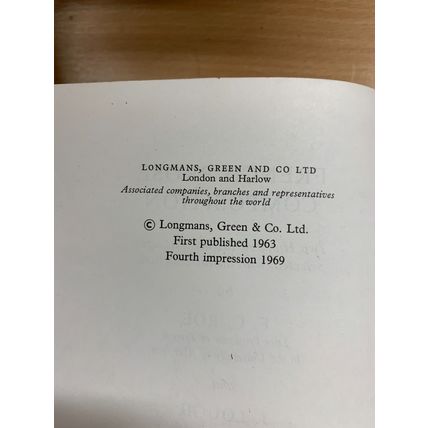 LONGMANS, GREEN AND CO LTD
London and Harlow
Associated companies, branches and representatives
throughout the world
© Longmans, Green & Co. Ltd.
First published 1963
Fourth impression 1969